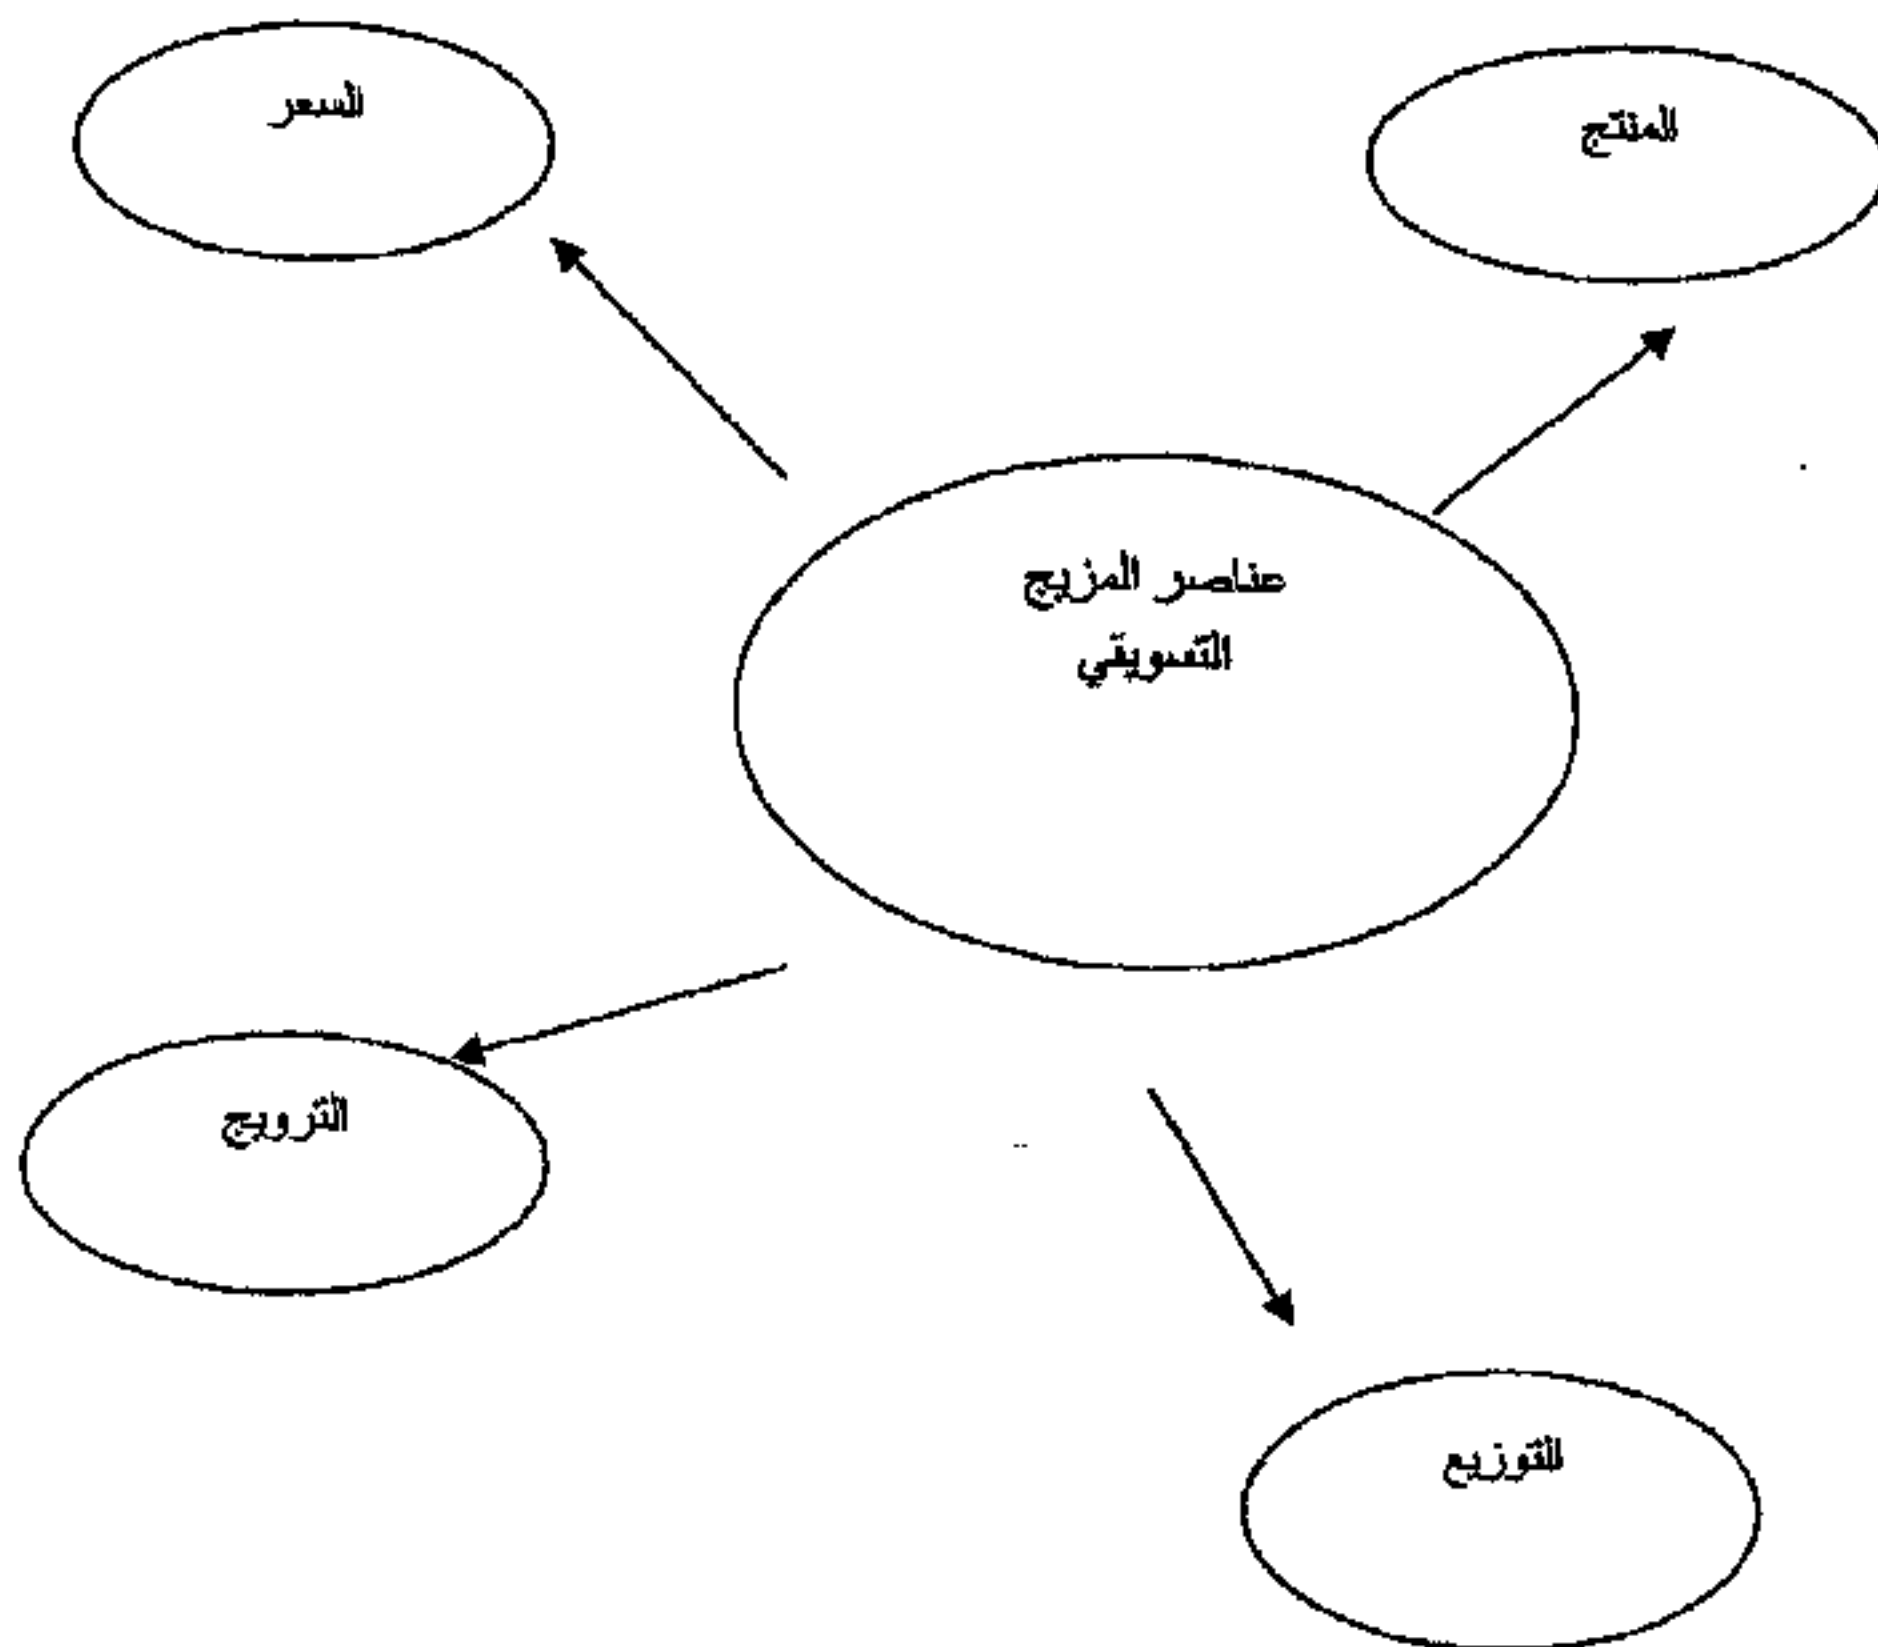 السعر
المنتج
عناصر المزيج
التسويقي
الترويج
التوزيع